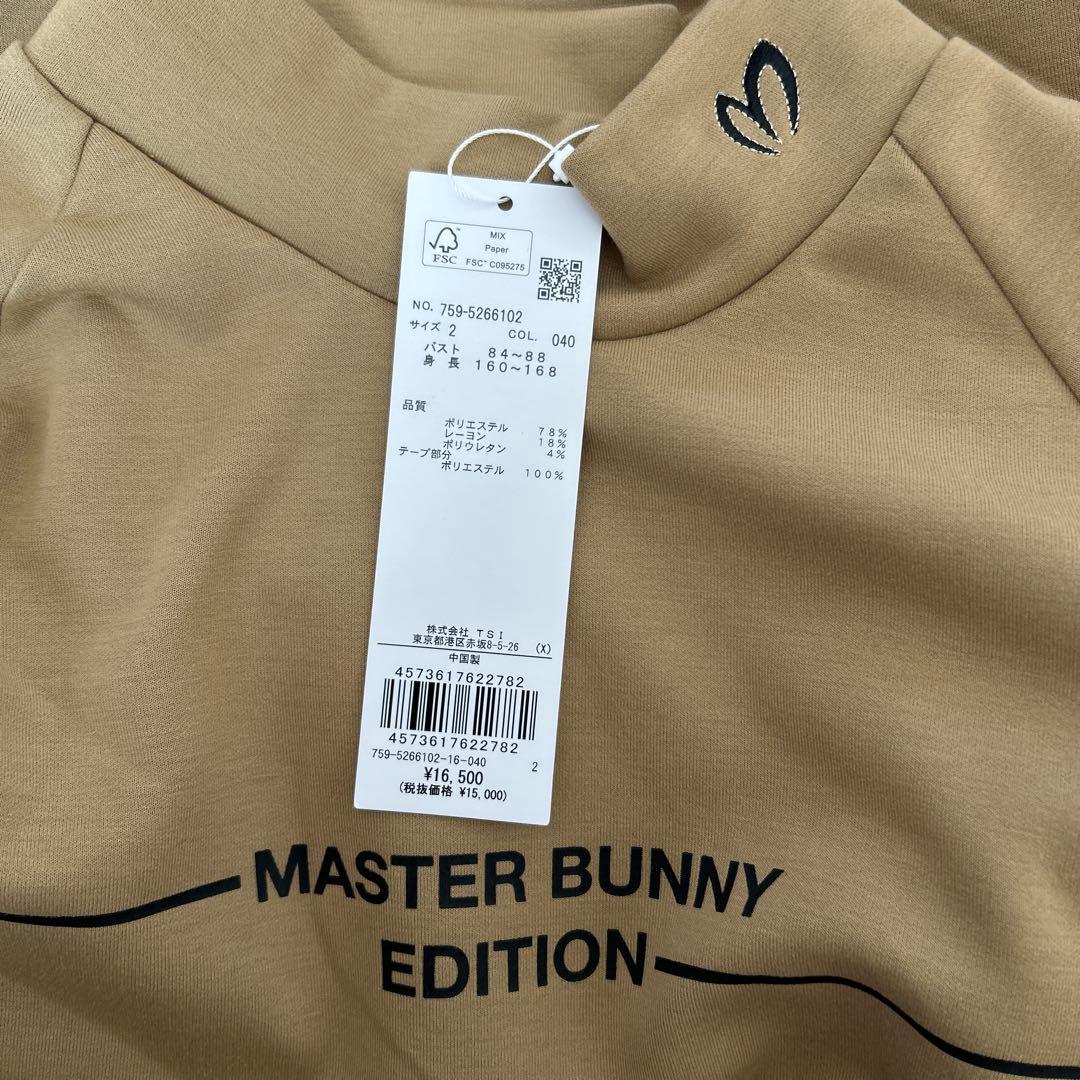 MIX
Paper
FSC™ C095275
FSC
NO. 759-5266102
サイズ 2 COL. 040
バスト 84～88
身長 160～168
品質
ポリエステル 78%
レーヨン 18%
ポリウレタン 4%
テープ部分
ポリエステル 100%
株式会社 TSI
東京都港区赤坂8-5-26 (X)
中国製
4573617622782
4573617622782
759-5266102-16-040 2
¥16,500
(税抜価格 ¥15,000)
MASTER BUNNY
EDITION